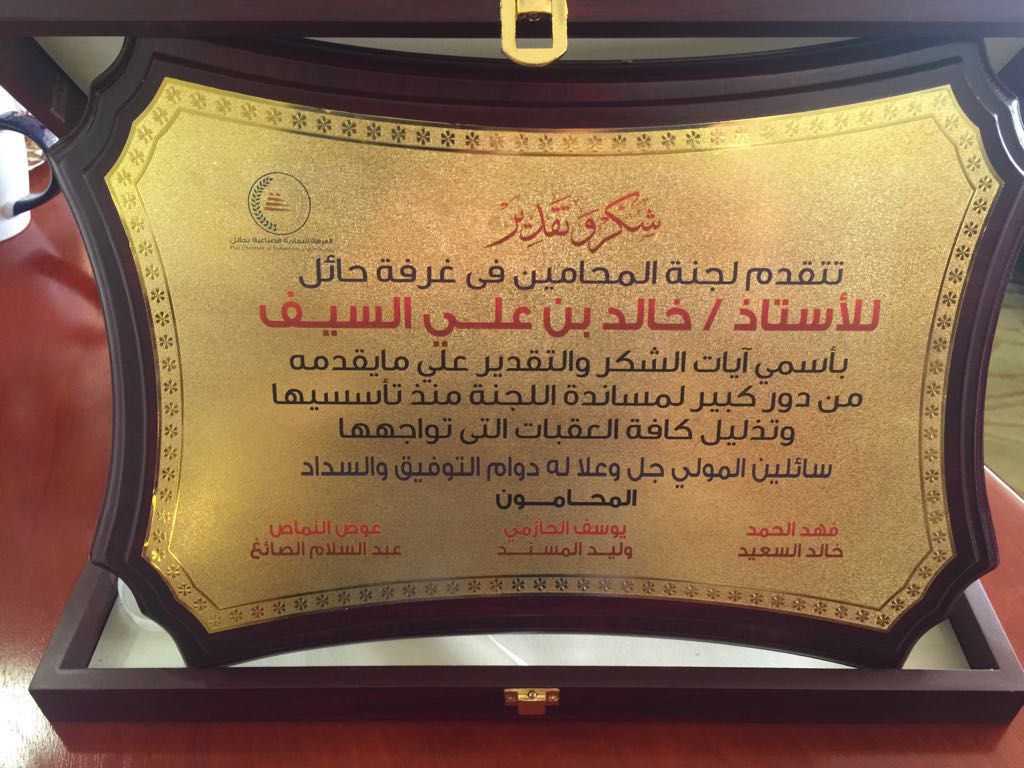 الغرفة التجارية الصناعية بحائل
شكر وتقدير
تتقدم لجنة المحامين فى غرفة حائل
للأستاذ / خالد بن علي السيف
بأسمي آيات الشكر والتقدير علي مايقدمه
من دور كبير لمساندة اللجنة منذ تأسسيها
وتذليل كافة العقبات التى تواجهها
سائلين المولي جل وعلا له دوام التوفيق والسداد
المحامون
فهد الحمد يوسف الحازمي عوض النماص
خالد السعيد وليد المسند عبد السلام الصائغ